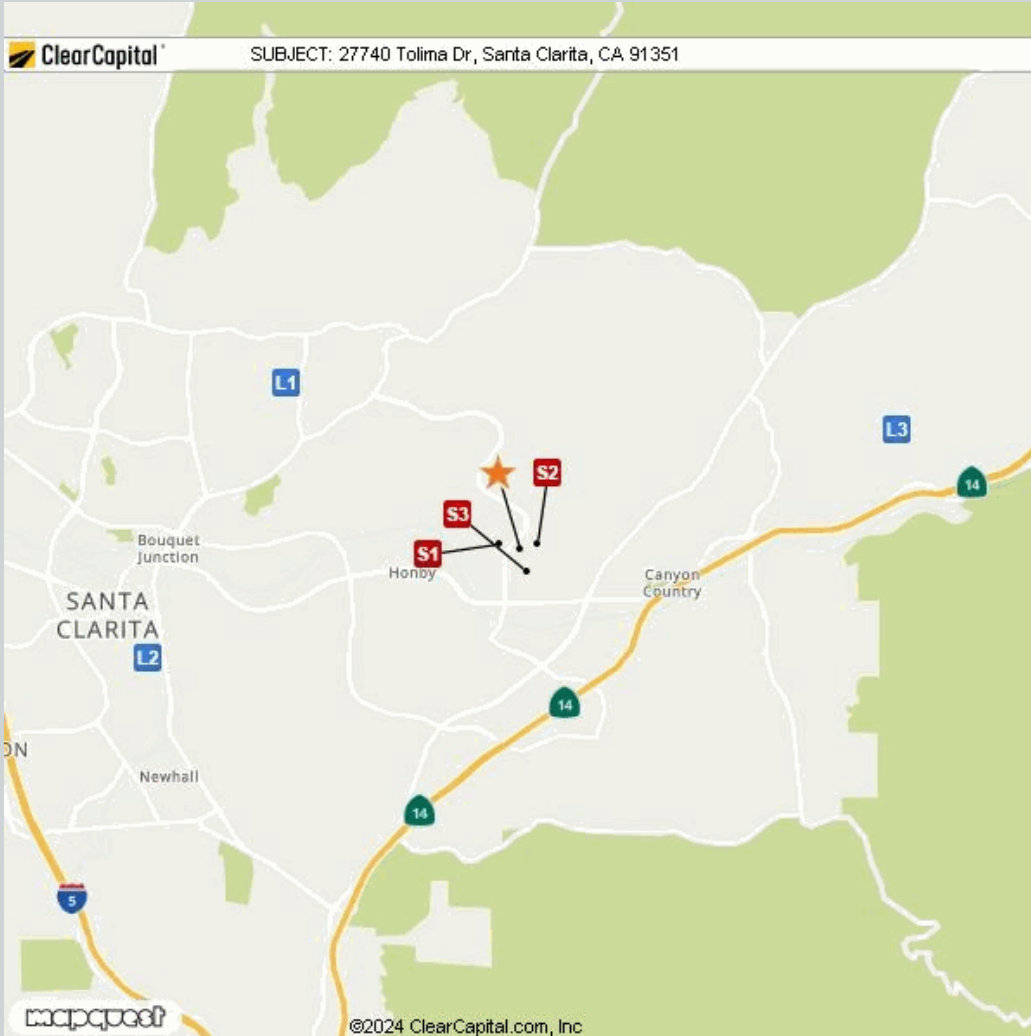 ClearCapital SUBJECT: 27740 Tolima Dr, Santa Clarita, CA 91351
L1
L3
S2
14
S3
Bouquet
Junction
S1
Honby
Canyon
Country
SANTA
CLARITA
L2
14
ON
Newhall
14
5
mapquest
©2024 ClearCapital.com, Inc